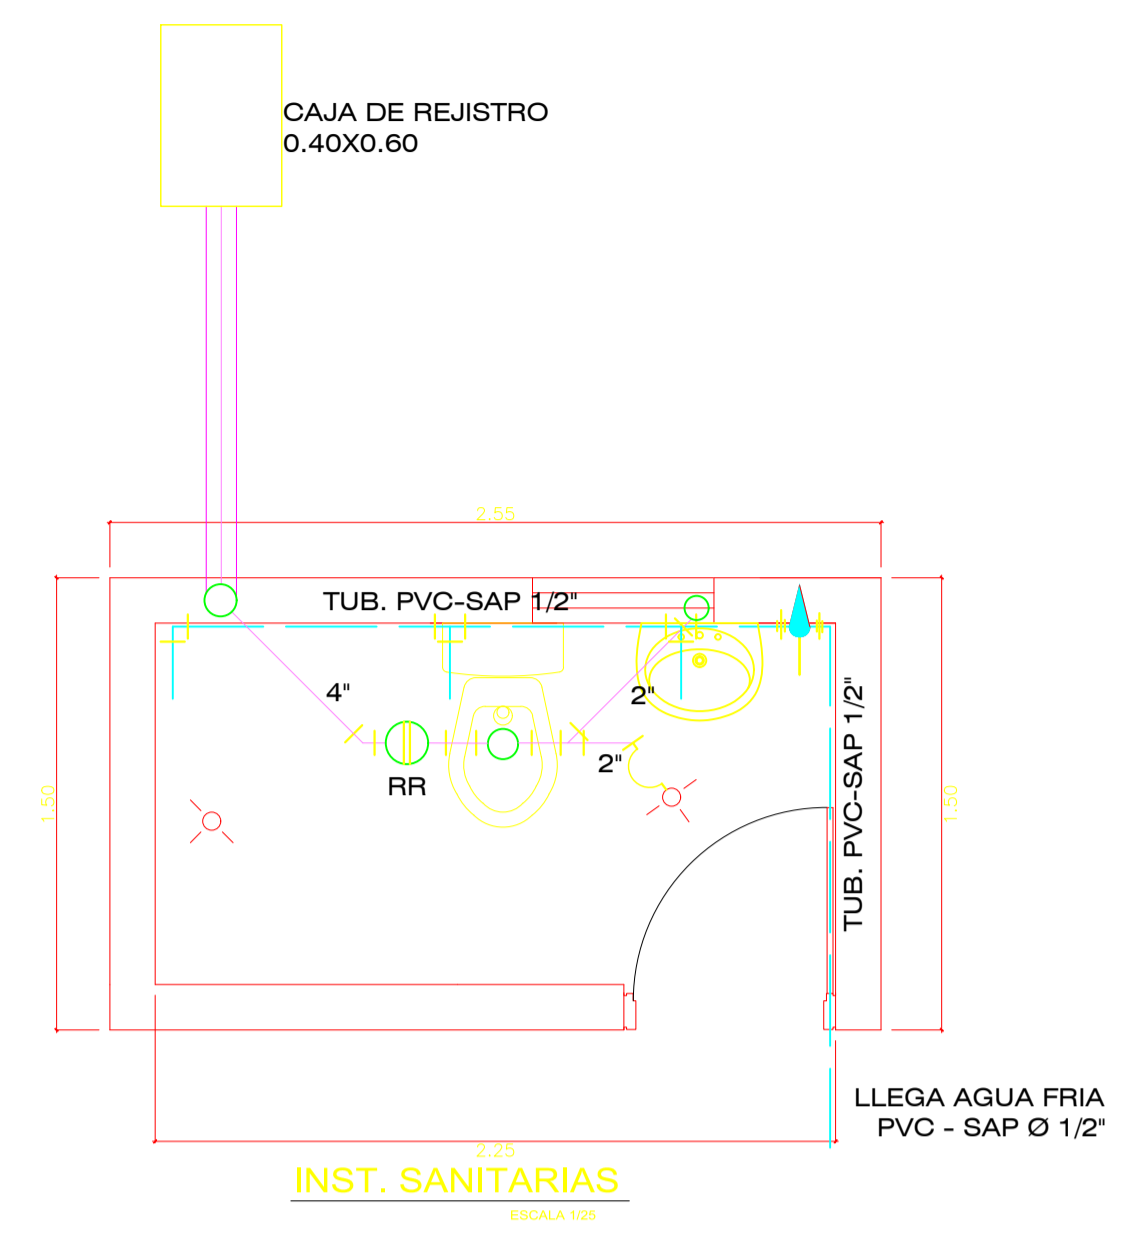 CAJA DE REJISTRO
0.40X0.60
2.55
TUB. PVC-SAP 1/2"
4"
2"
2"
RR
1.50
1.50
TUB. PVC-SAP 1/2"
LLEGA AGUA FRIA
PVC - SAP Ø 1/2"
2.25
INST. SANITARIAS
ESCALA 1/25